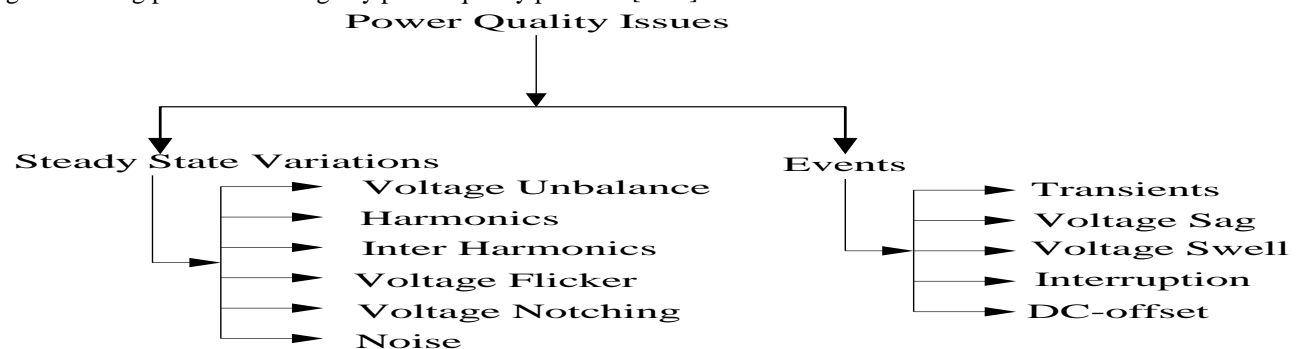 Power Quality Issues
Steady State Variations
Voltage Unbalance
Harmonics
Inter Harmonics
Voltage Flicker
Voltage Notching
Noise
Events
Transients
Voltage Sag
Voltage Swell
Interruption
DC-offset